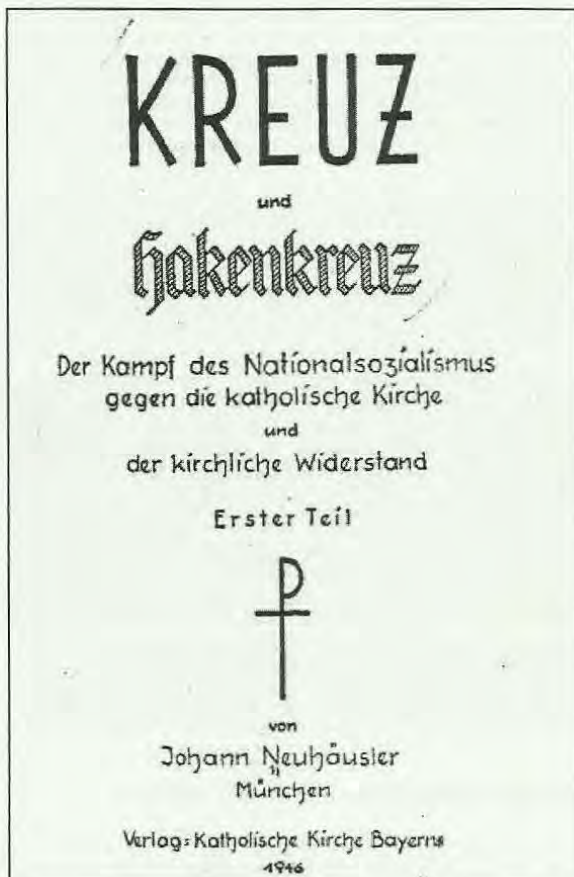 KREUZ
und
Hakenkreuz
Der Kampf des Nationalsozialismus
gegen die katholische Kirche
und
der kirchliche Widerstand
Erster Teil
von
Johann Neuhäusler
München
Verlag: Katholische Kirche Bayerns
1946